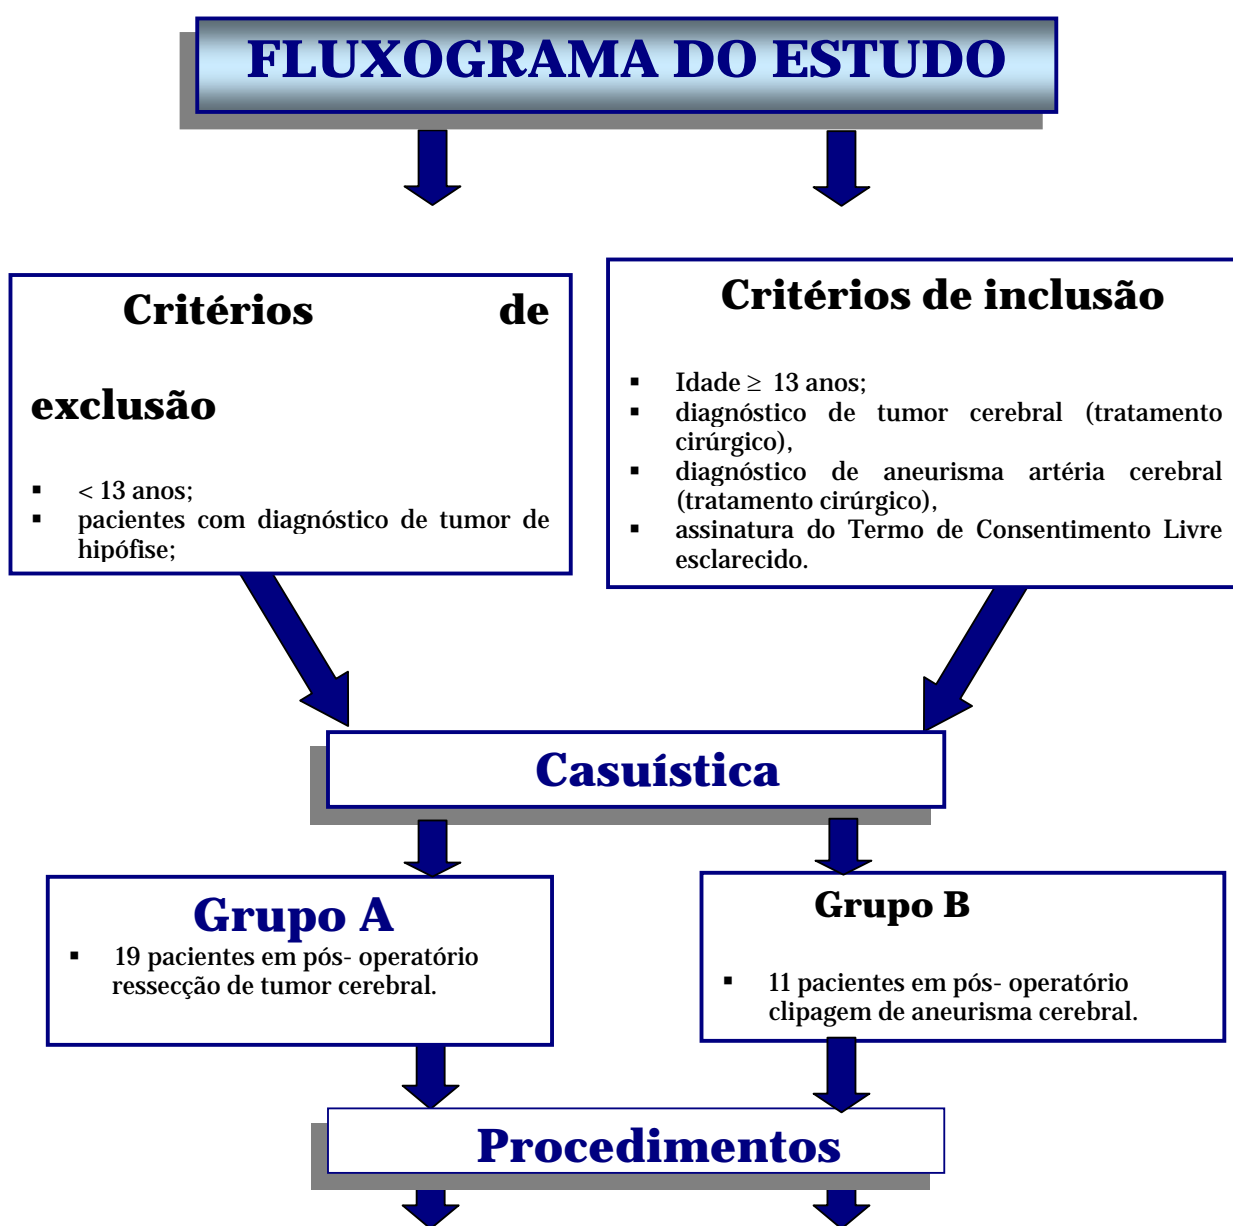 FLUXOGRAMA DO ESTUDO
Critérios de
exclusão
▪ < 13 anos;
▪ pacientes com diagnóstico de tumor de
hipófise;
Critérios de inclusão
▪ Idade ≥ 13 anos;
▪ diagnóstico de tumor cerebral (tratamento
cirúrgico),
▪ diagnóstico de aneurisma artéria cerebral
(tratamento cirúrgico),
▪ assinatura do Termo de Consentimento Livre
esclarecido.
Casuística
Grupo A
▪ 19 pacientes em pós- operatório
ressecção de tumor cerebral.
Grupo B
▪ 11 pacientes em pós- operatório
clipagem de aneurisma cerebral.
Procedimentos